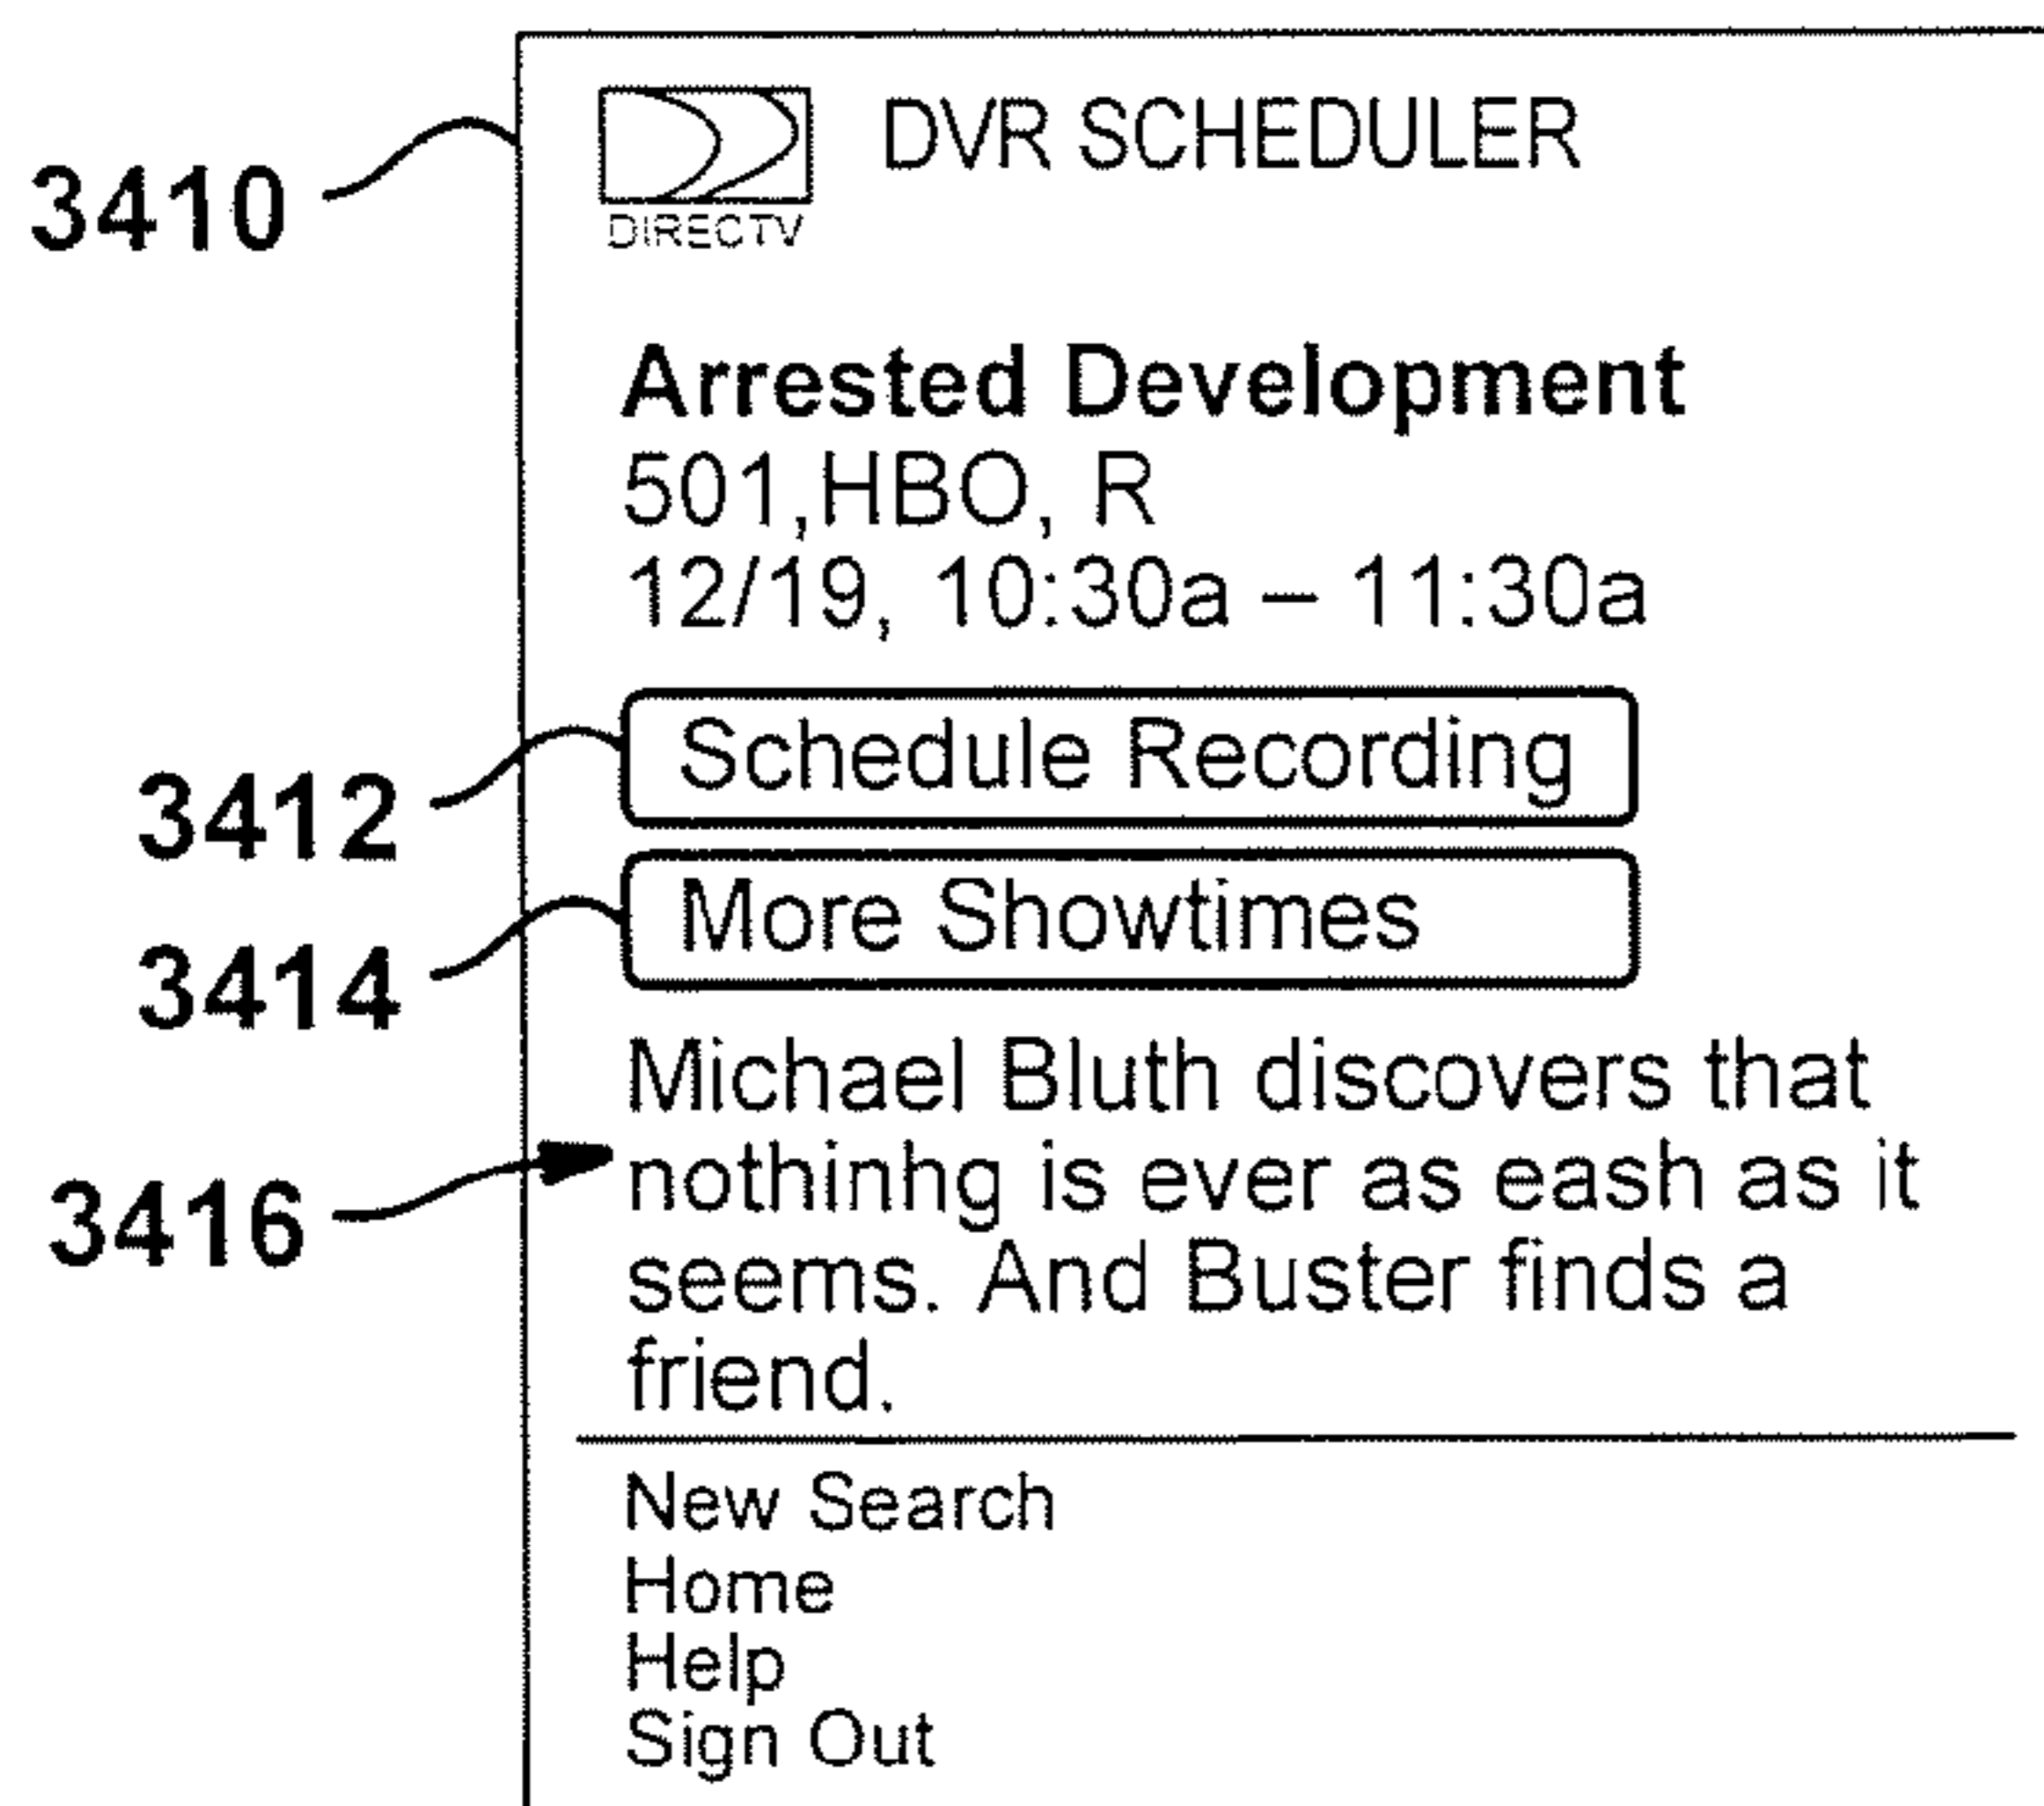 3410
DVR SCHEDULER
DIRECTV
Arrested Development
501,HBO, R
12/19, 10:30a – 11:30a
3412
Schedule Recording
3414
More Showtimes
Michael Bluth discovers that
3416
nothinhg is ever as eash as it
seems. And Buster finds a
friend.
New Search
Home
Help
Sign Out